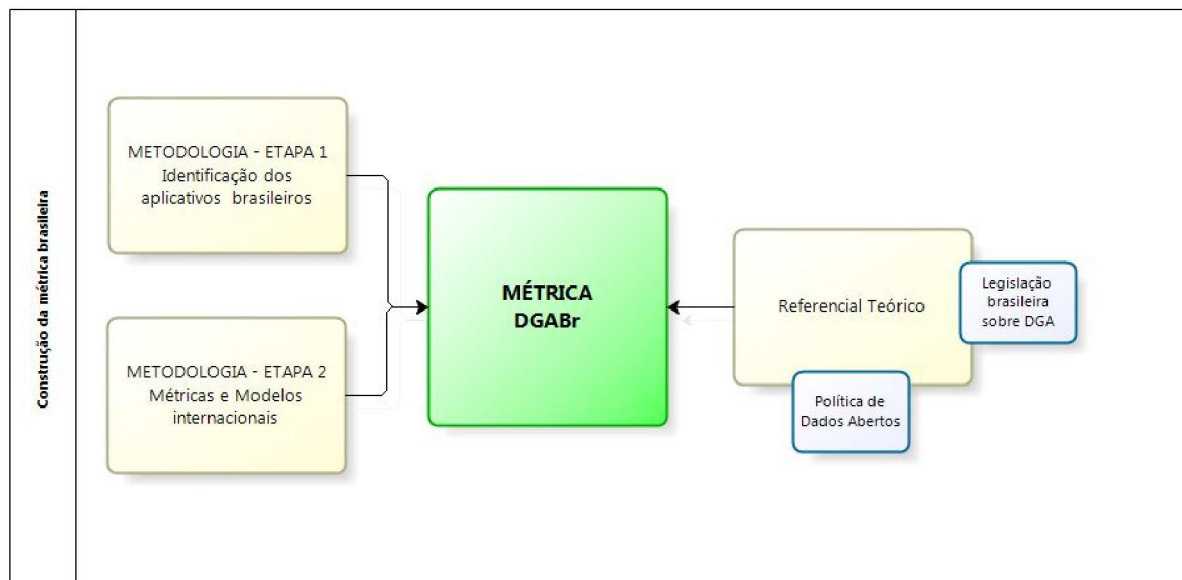 Construção da métrica brasileira
METODOLOGIA - ETAPA 1
Identificação dos
aplicativos brasileiros
METODOLOGIA - ETAPA 2
Métricas e Modelos
internacionais
MÉTRICA
DGABr
Referencial Teórico
Legislação
brasileira
sobre DGA
Política de
Dados Abertos